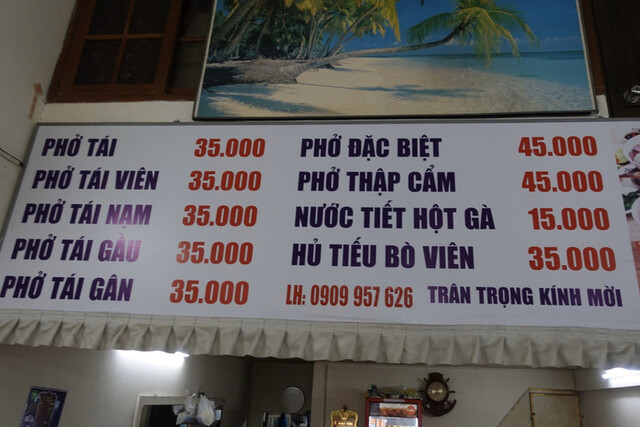 PHỞ TÁI 35.000
PHỞ TÁI VIÊN 35.000
PHỞ TÁI NẠM 35.000
PHỞ TÁI GẦU 35.000
PHỞ TÁI GÂN 35.000
PHỞ ĐẶC BIỆT 45.000
PHỞ THẬP CẨM 45.000
NƯỚC TIẾT HỘT GÀ 15.000
HỦ TIẾU BÒ VIÊN 35.000
LH: 0909 957 626 TRÂN TRỌNG KÍNH MỜI